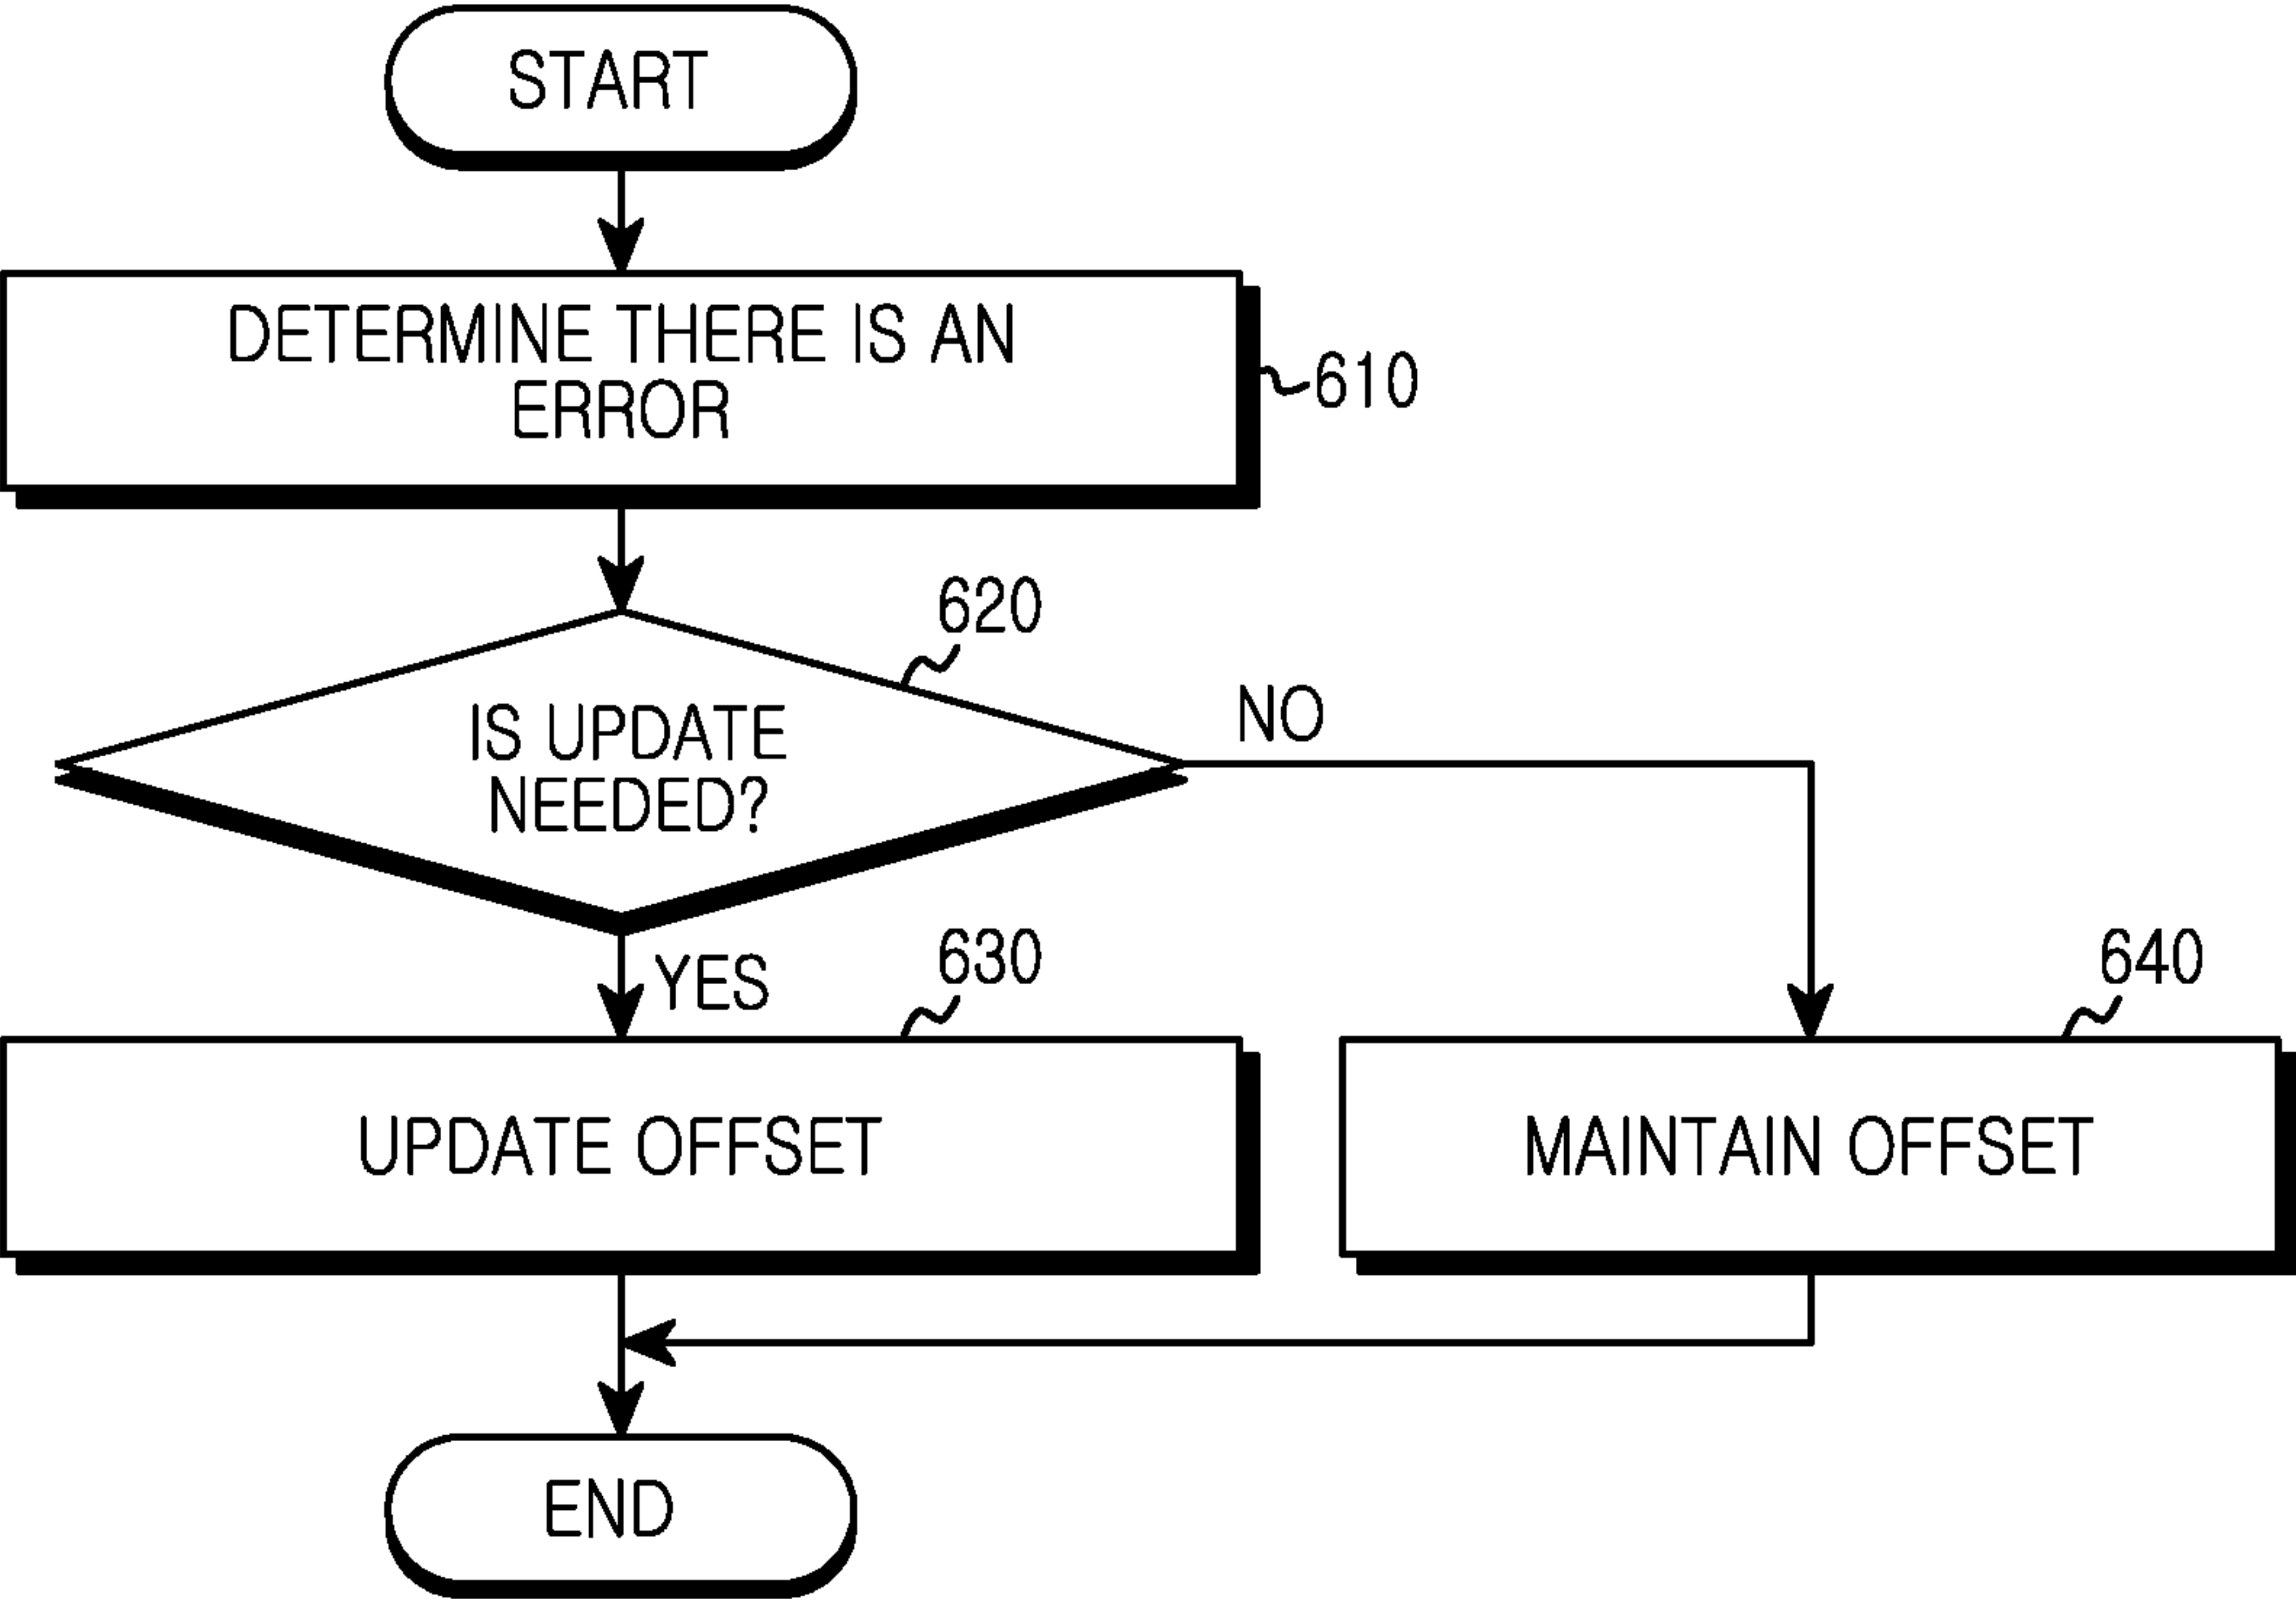 START
DETERMINE THERE IS AN
ERROR
610
620
IS UPDATE
NEEDED?
NO
YES
630
640
UPDATE OFFSET
MAINTAIN OFFSET
END